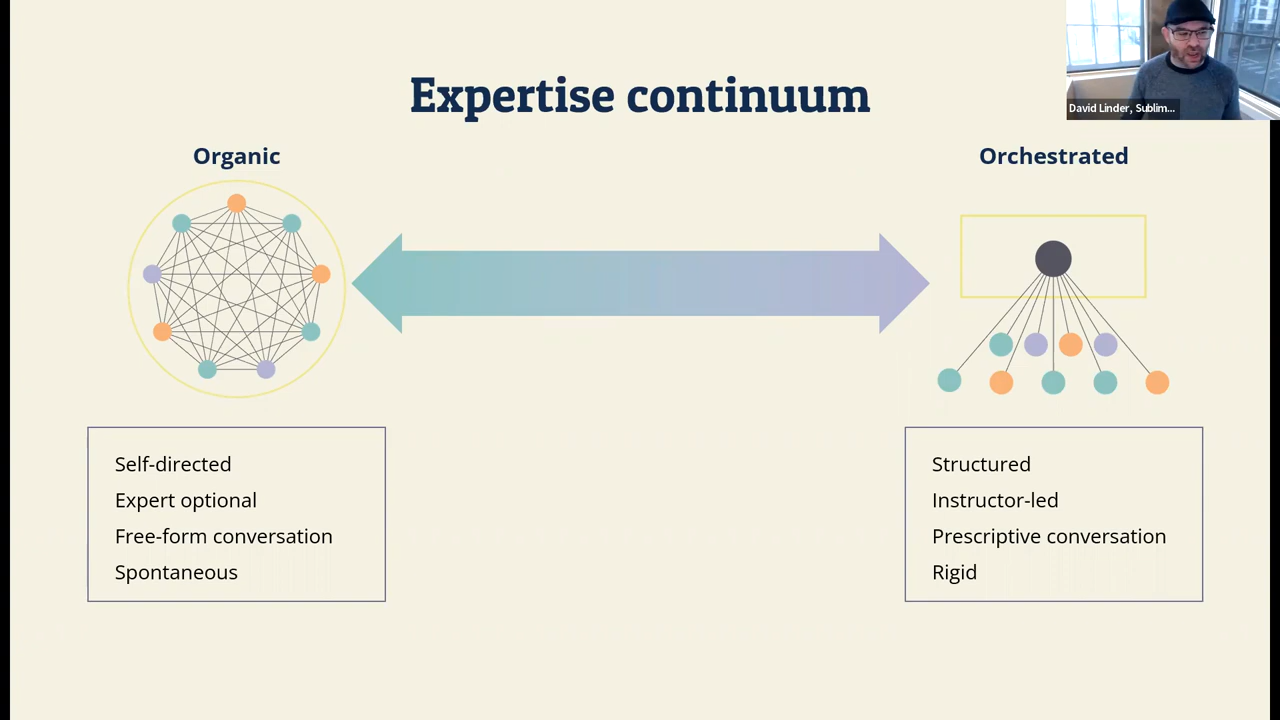 Expertise continuum
David Linder, Sublim...
Organic
Orchestrated
Self-directed
Expert optional
Free-form conversation
Spontaneous
Structured
Instructor-led
Prescriptive conversation
Rigid